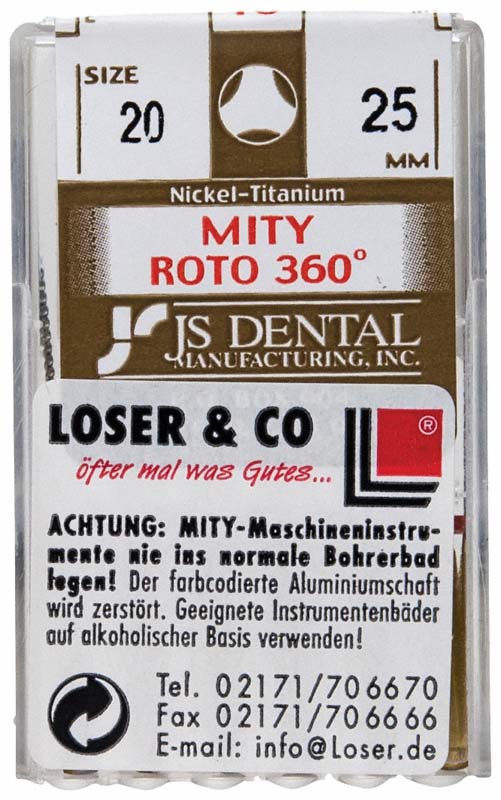 SIZE
20
25
MM
Nickel-Titanium
MITY
ROTO 360°
JS DENTAL
MANUFACTURING, INC.
LOSER & CO
öfter mal was Gutes...
®
ACHTUNG: MITY-Maschineninstru-
mente nie ins normale Bohrerbad
legen! Der farbcodierte Aluminiumschaft
wird zerstört. Geeignete Instrumentenbäder
auf alkoholischer Basis verwenden!
Tel. 02171/706670
Fax 02171/706666
E-mail: info@Loser.de